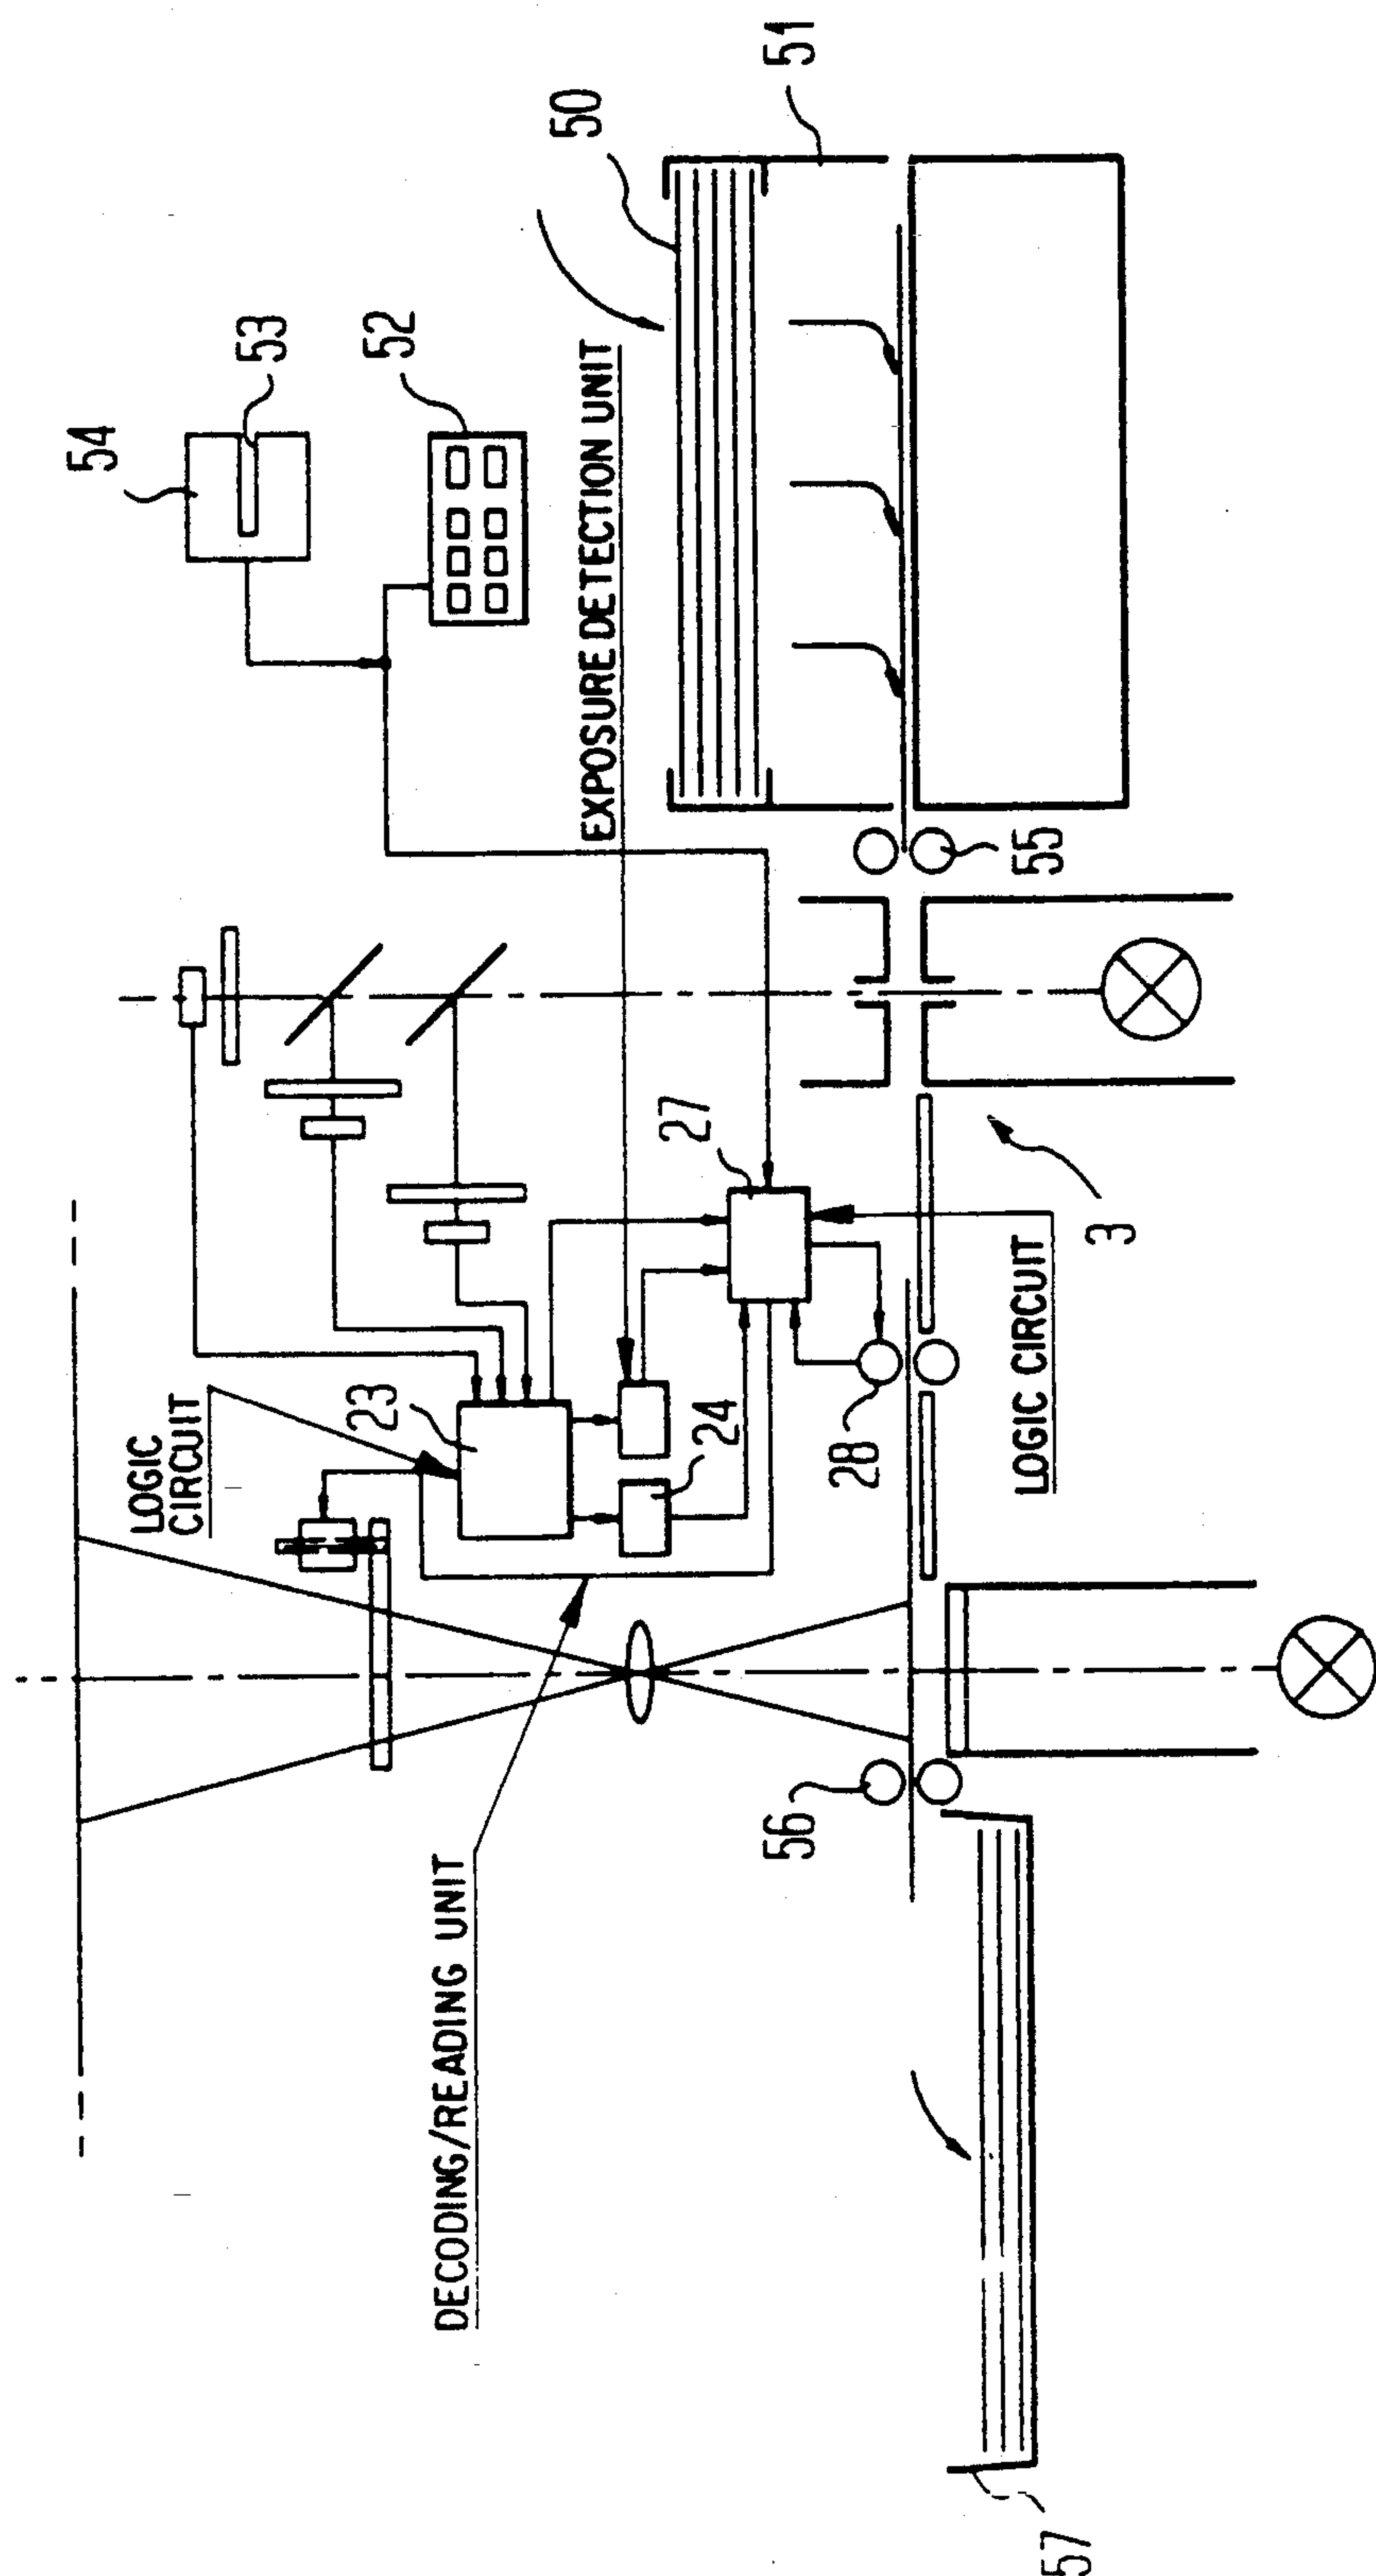 51
50
53
54
52
EXPOSURE DETECTION UNIT
55
27
3
LOGIC
CIRCUIT
23
24
28
LOGIC CIRCUIT
56
DECODING/READING UNIT
57